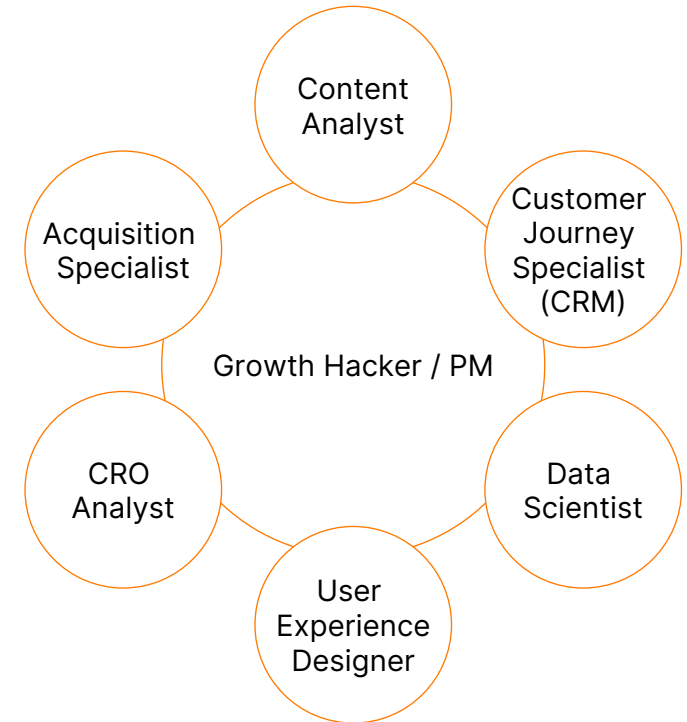 Content
Analyst
Customer
Journey
Specialist
(CRM)
Acquisition
Specialist
Growth Hacker / PM
CRO
Analyst
Data
Scientist
User
Experience
Designer